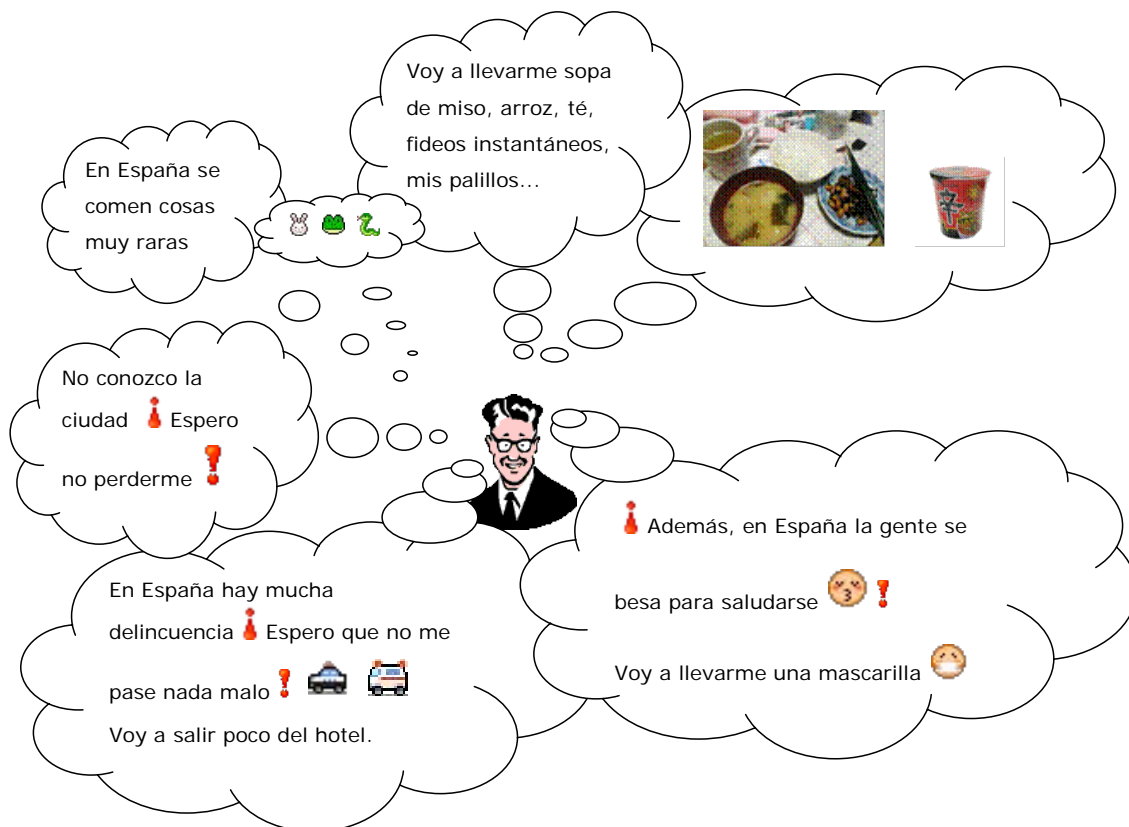 Voy a llevarme sopa
de miso, arroz, té,
fideos instantáneos,
mis palillos...
En España se
comen cosas
muy raras
辛
No conozco la
ciudad ¡Espero
no perderme!
En España hay mucha
delincuencia ¡Espero que no me
pase nada malo!
Voy a salir poco del hotel.
¡Además, en España la gente se
besa para saludarse!
Voy a llevarme una mascarilla